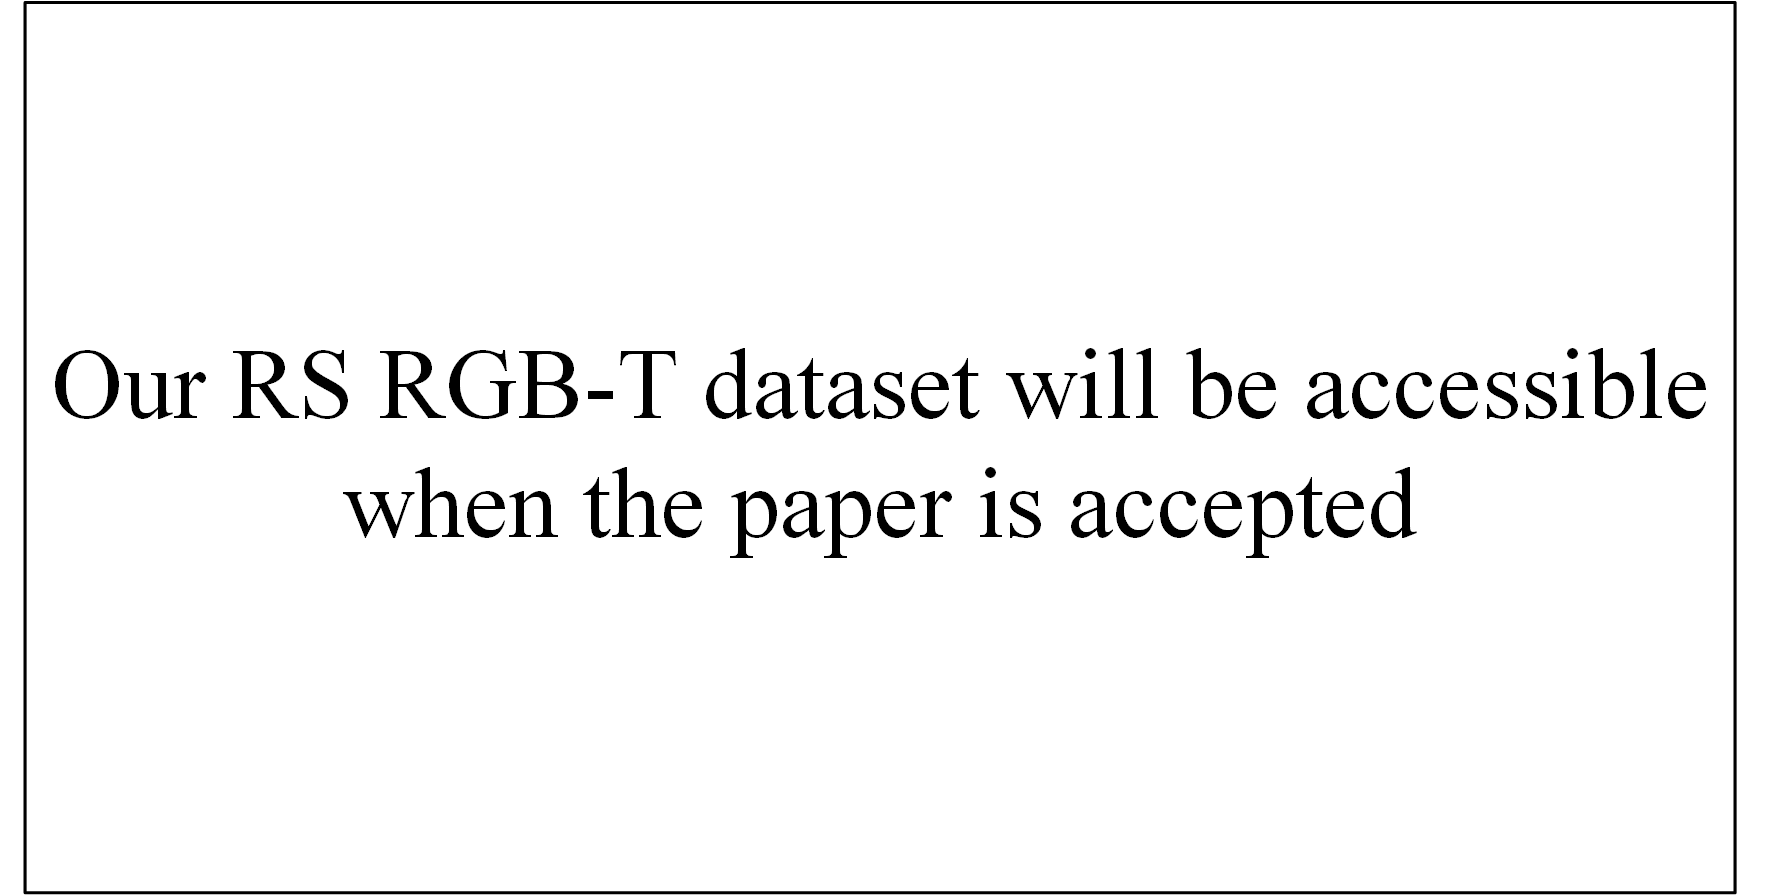 Our RS RGB-T dataset will be accessible
when the paper is accepted